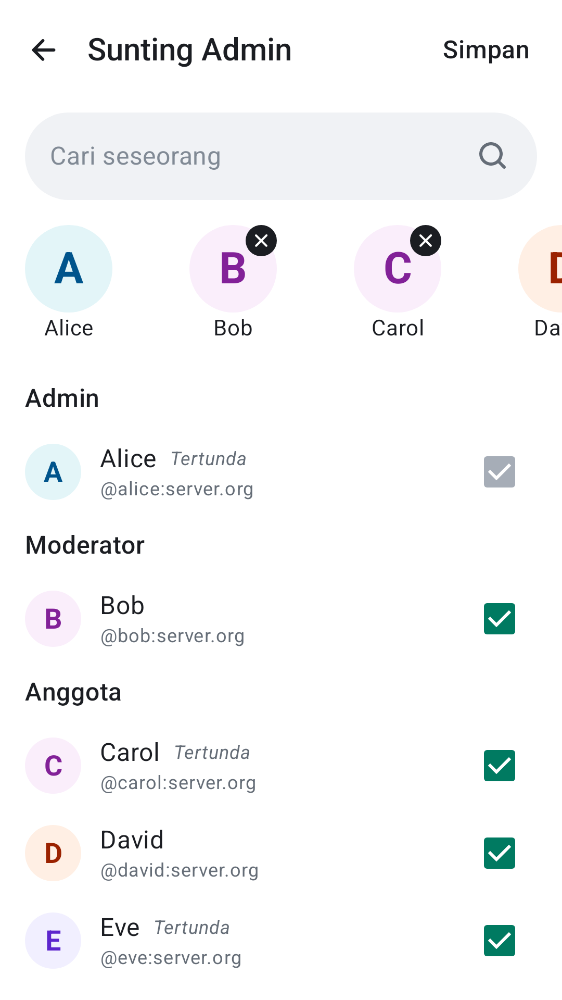 Sunting Admin
Simpan
Cari seseorang
A
B
C
Alice
Bob
Carol
Da
Admin
A
Alice Tertunda
@alice:server.org
Moderator
B
Bob
@bob:server.org
Anggota
C
Carol Tertunda
@carol:server.org
D
David
@david:server.org
E
Eve Tertunda
@eve:server.org